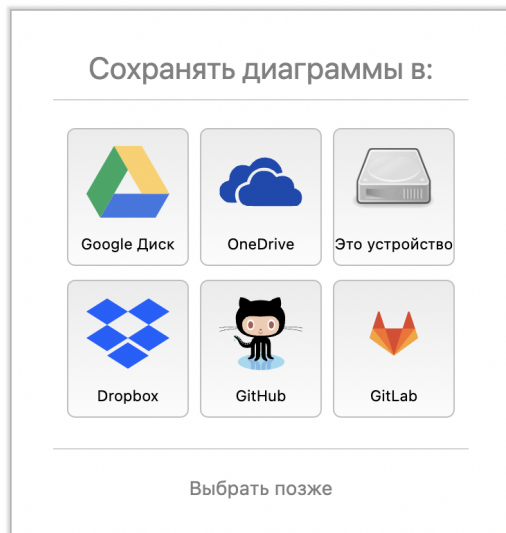 Сохранять диаграммы в:
Google Диск
OneDrive
Это устройство
Dropbox
GitHub
GitLab
Выбрать позже